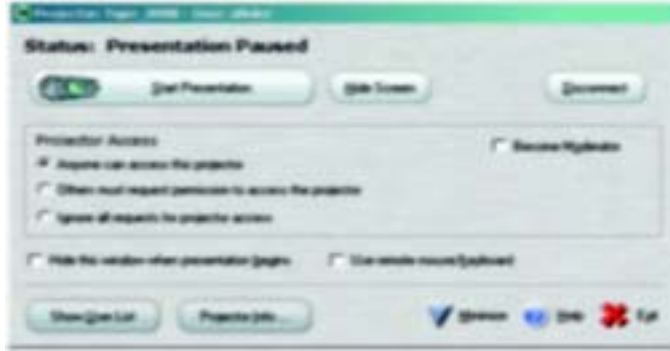 Status: Presentation Paused
Start Presentation
Hide Screen
Disconnect
Projector Access
Become Moderator
Anyone can access this projector
Others must request permission to access the projector
Ignore all requests for projector access
Hide this window when presentation begins
Use remote mouse/keyboard
Show User List
Projector Info...
Minimize
Help
Exit